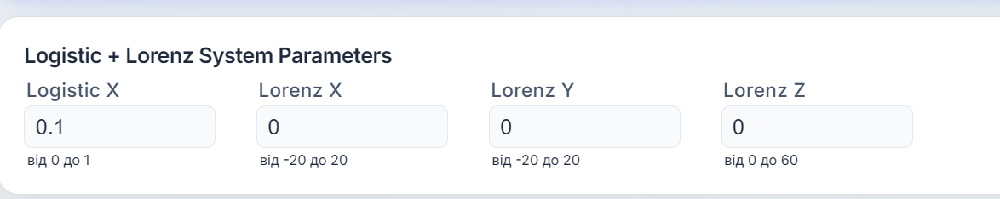 Logistic + Lorenz System Parameters
Logistic X Lorenz X Lorenz Y Lorenz Z
0.1 0 0 0
від 0 до 1 від -20 до 20 від -20 до 20 від 0 до 60